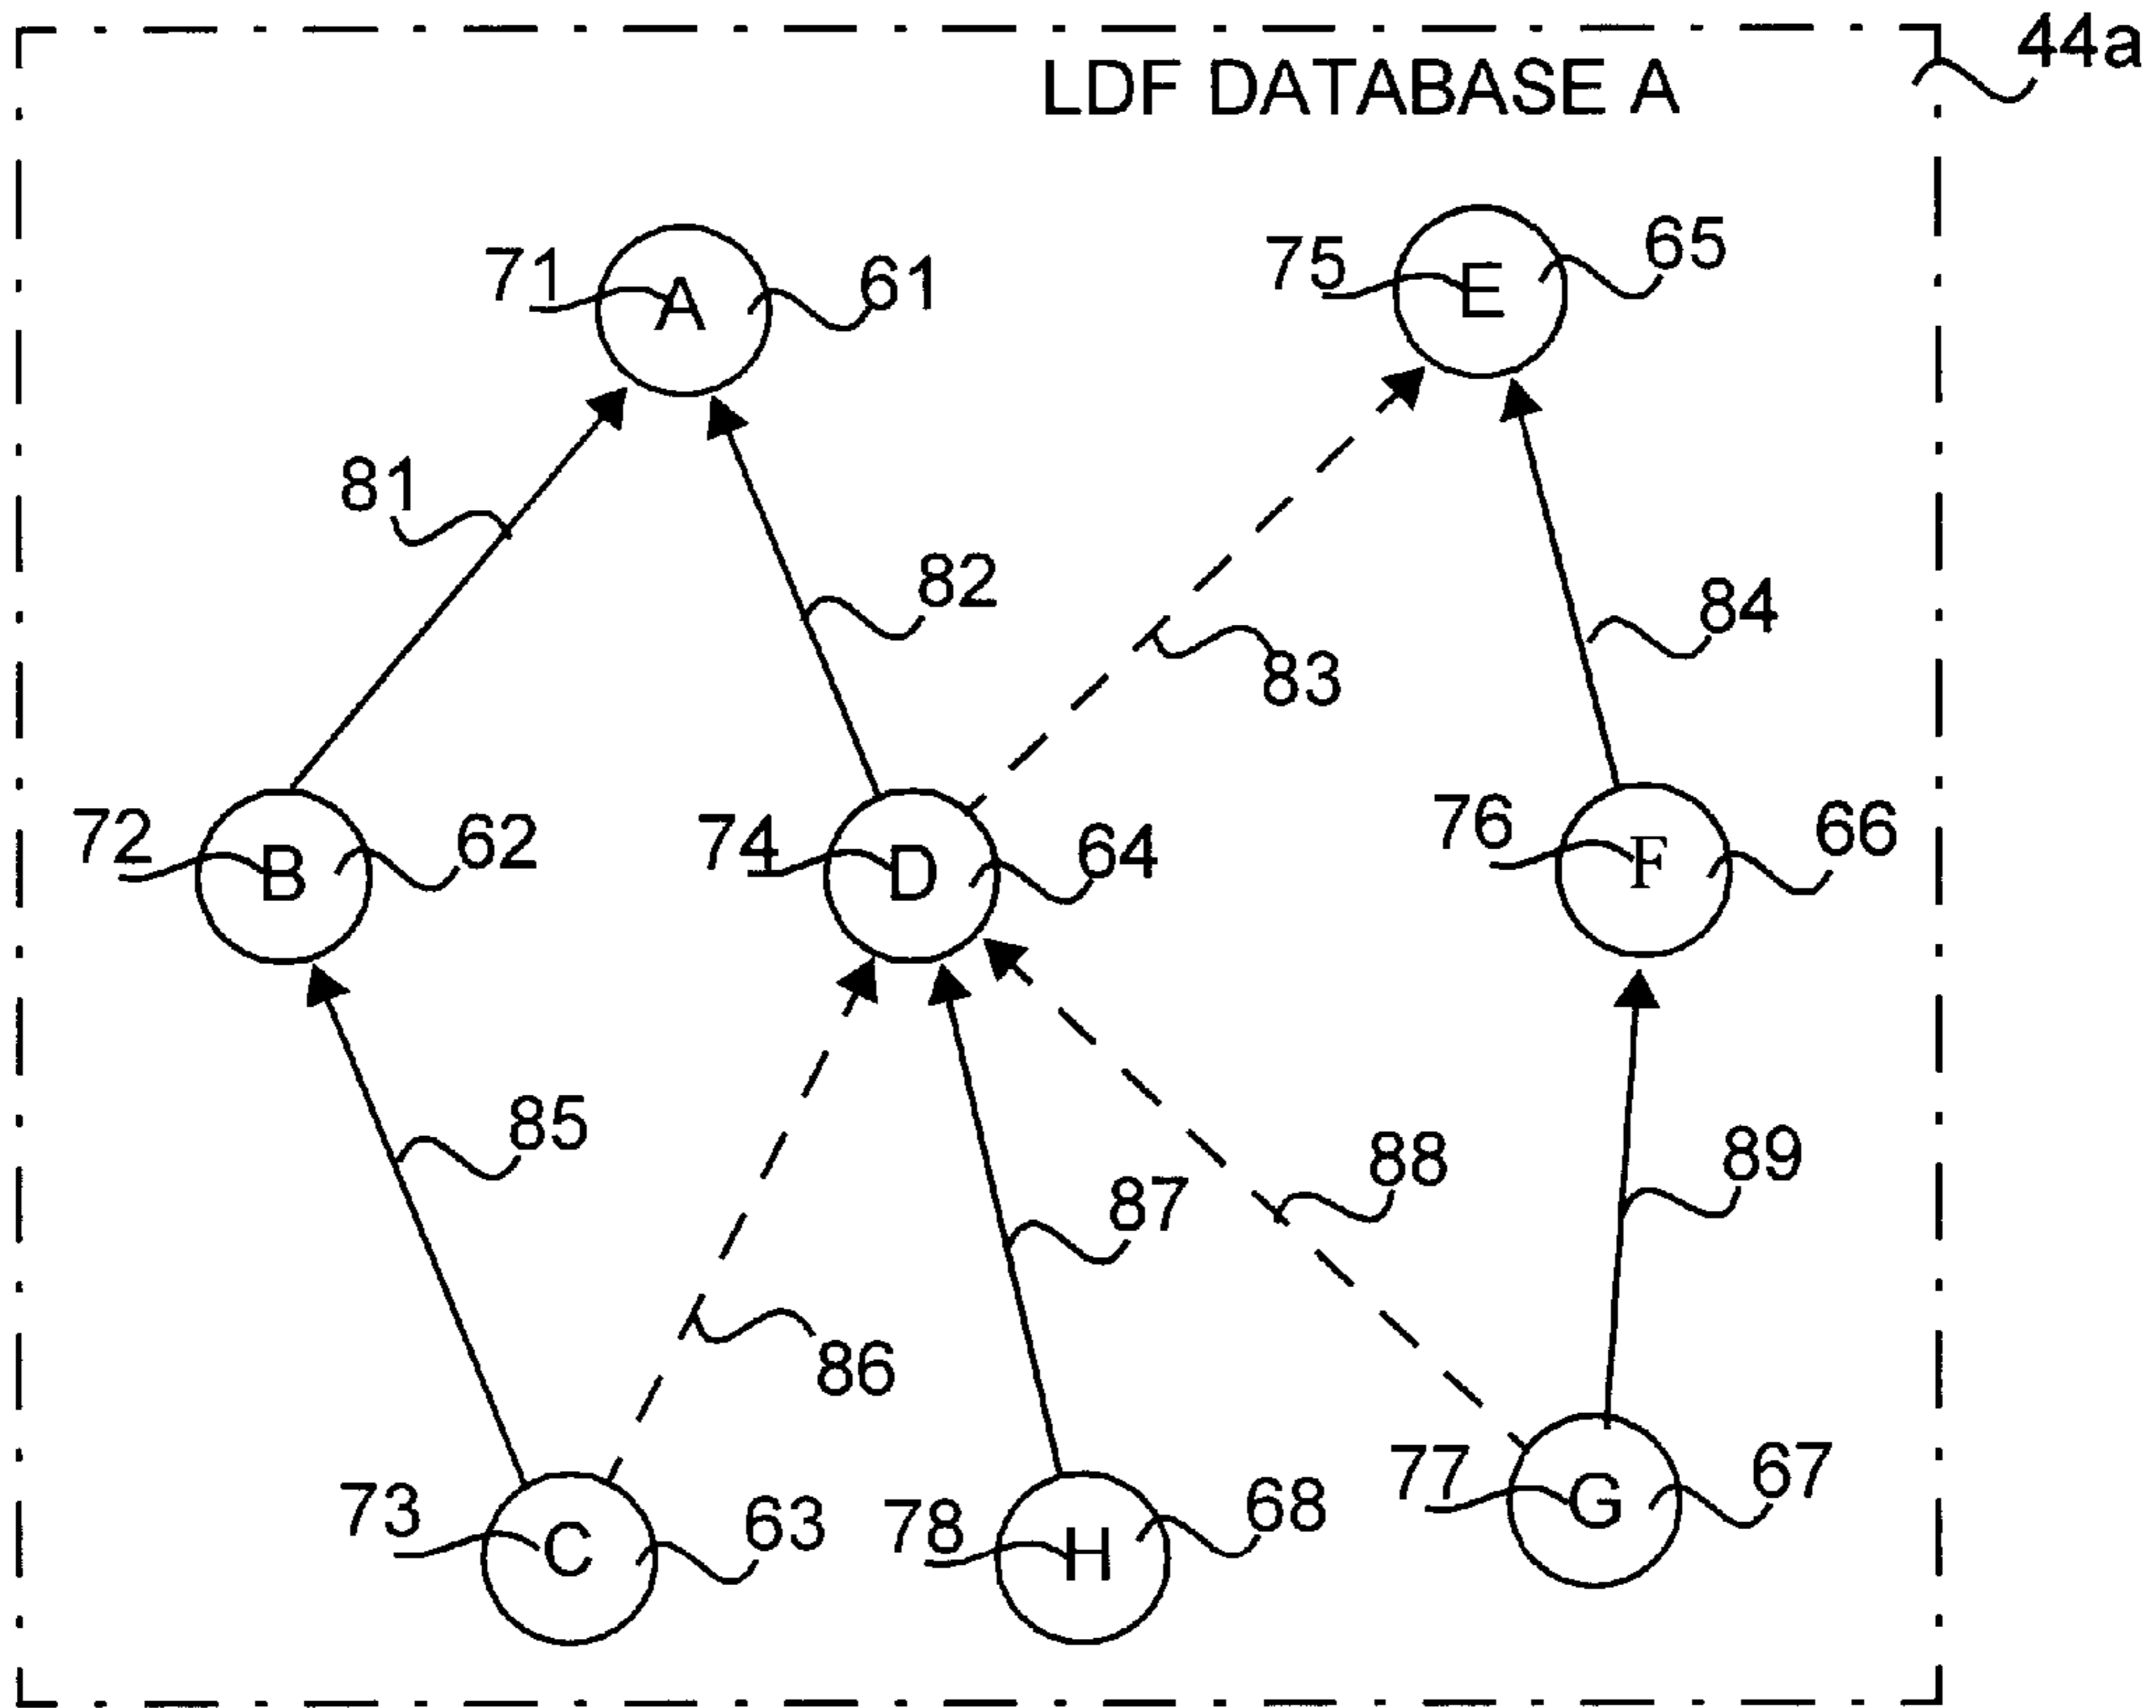 44a
LDF DATABASE A
71 A 61
75 E 65
81
82
83
84
72 B 62
74 D 64
76 F 66
85
86
87
88
89
73 C 63
78 H 68
77 G 67